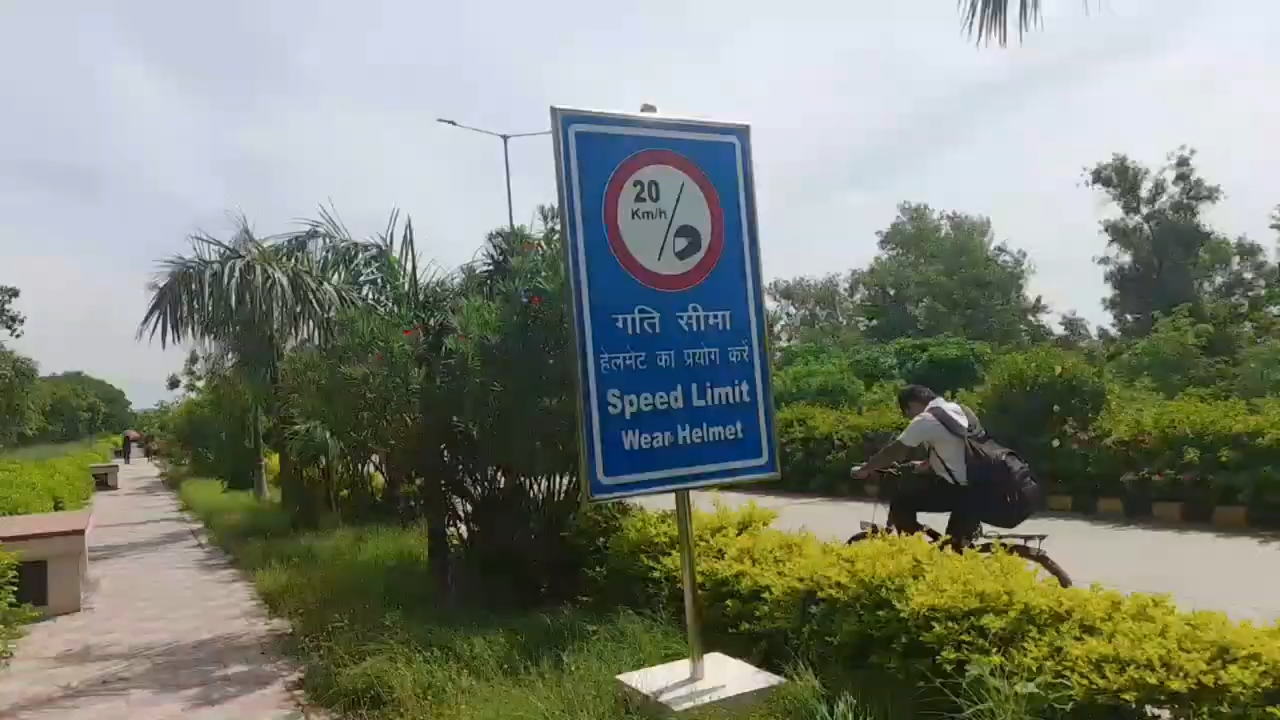 20
Km/h
गति सीमा
हेलमेट का प्रयोग करें
Speed Limit
Wear Helmet